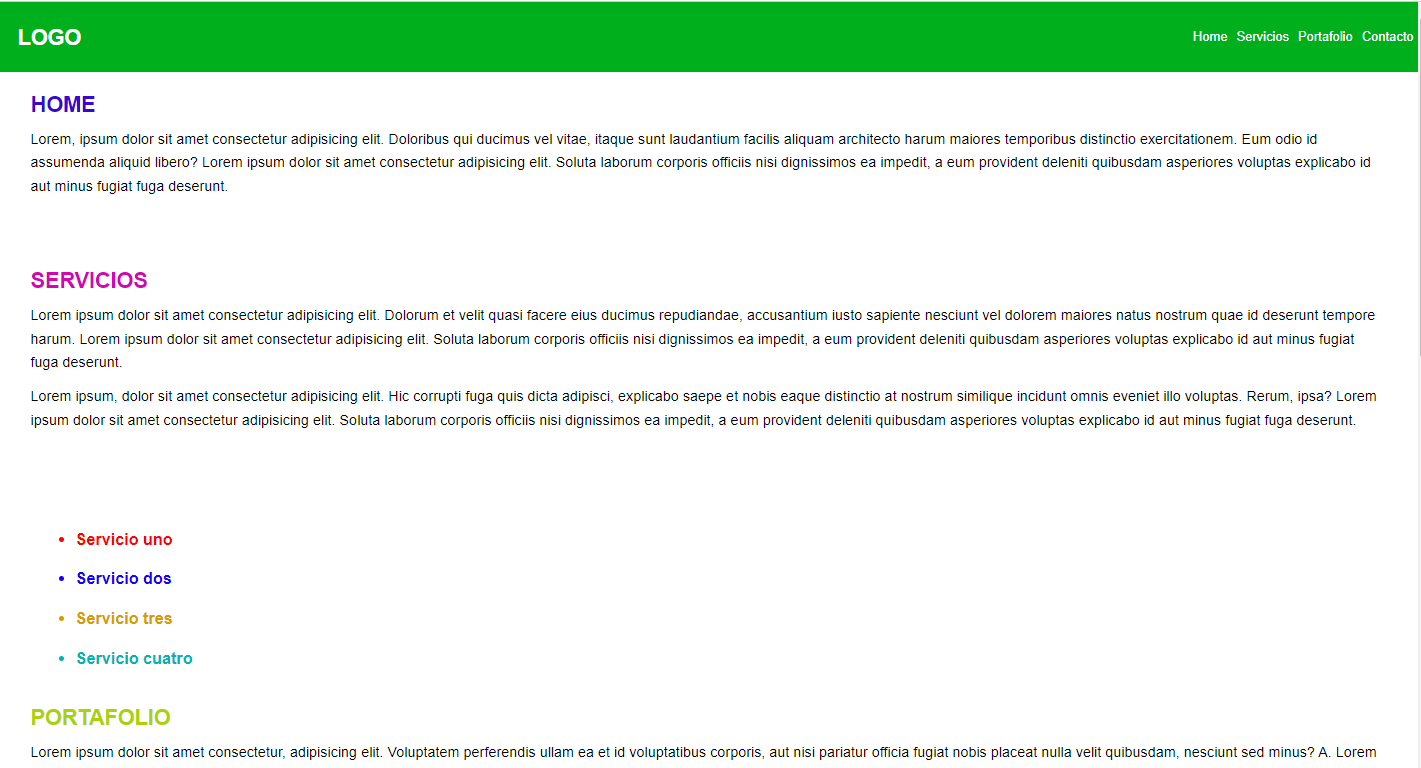 LOGO
Home Servicios Portafolio Contacto
HOME
Lorem, ipsum dolor sit amet consectetur adipisicing elit. Doloribus qui ducimus vel vitae, itaque sunt laudantium facilis aliquam architecto harum maiores temporibus distinctio exercitationem. Eum odio id
assumenda aliquid libero? Lorem ipsum dolor sit amet consectetur adipisicing elit. Soluta laborum corporis officiis nisi dignissimos ea impedit, a eum provident deleniti quibusdam asperiores voluptas explicabo id
aut minus fugiat fuga deserunt.
SERVICIOS
Lorem ipsum dolor sit amet consectetur adipisicing elit. Dolorum et velit quasi facere eius ducimus repudiandae, accusantium iusto sapiente nesciunt vel dolorem maiores natus nostrum quae id deserunt tempore
harum. Lorem ipsum dolor sit amet consectetur adipisicing elit. Soluta laborum corporis officiis nisi dignissimos ea impedit, a eum provident deleniti quibusdam asperiores voluptas explicabo id aut minus fugiat
fuga deserunt.
Lorem ipsum, dolor sit amet consectetur adipisicing elit. Hic corrupti fuga quis dicta adipisci, explicabo saepe et nobis eaque distinctio at nostrum similique incidunt omnis eveniet illo voluptas. Rerum, ipsa? Lorem
ipsum dolor sit amet consectetur adipisicing elit. Soluta laborum corporis officiis nisi dignissimos ea impedit, a eum provident deleniti quibusdam asperiores voluptas explicabo id aut minus fugiat fuga deserunt.
• Servicio uno
• Servicio dos
• Servicio tres
• Servicio cuatro
PORTAFOLIO
Lorem ipsum dolor sit amet consectetur, adipisicing elit. Voluptatem perferendis ullam ea et id voluptatibus corporis, aut nisi pariatur officia fugiat nobis placeat nulla velit quibusdam, nesciunt sed minus? A. Lorem